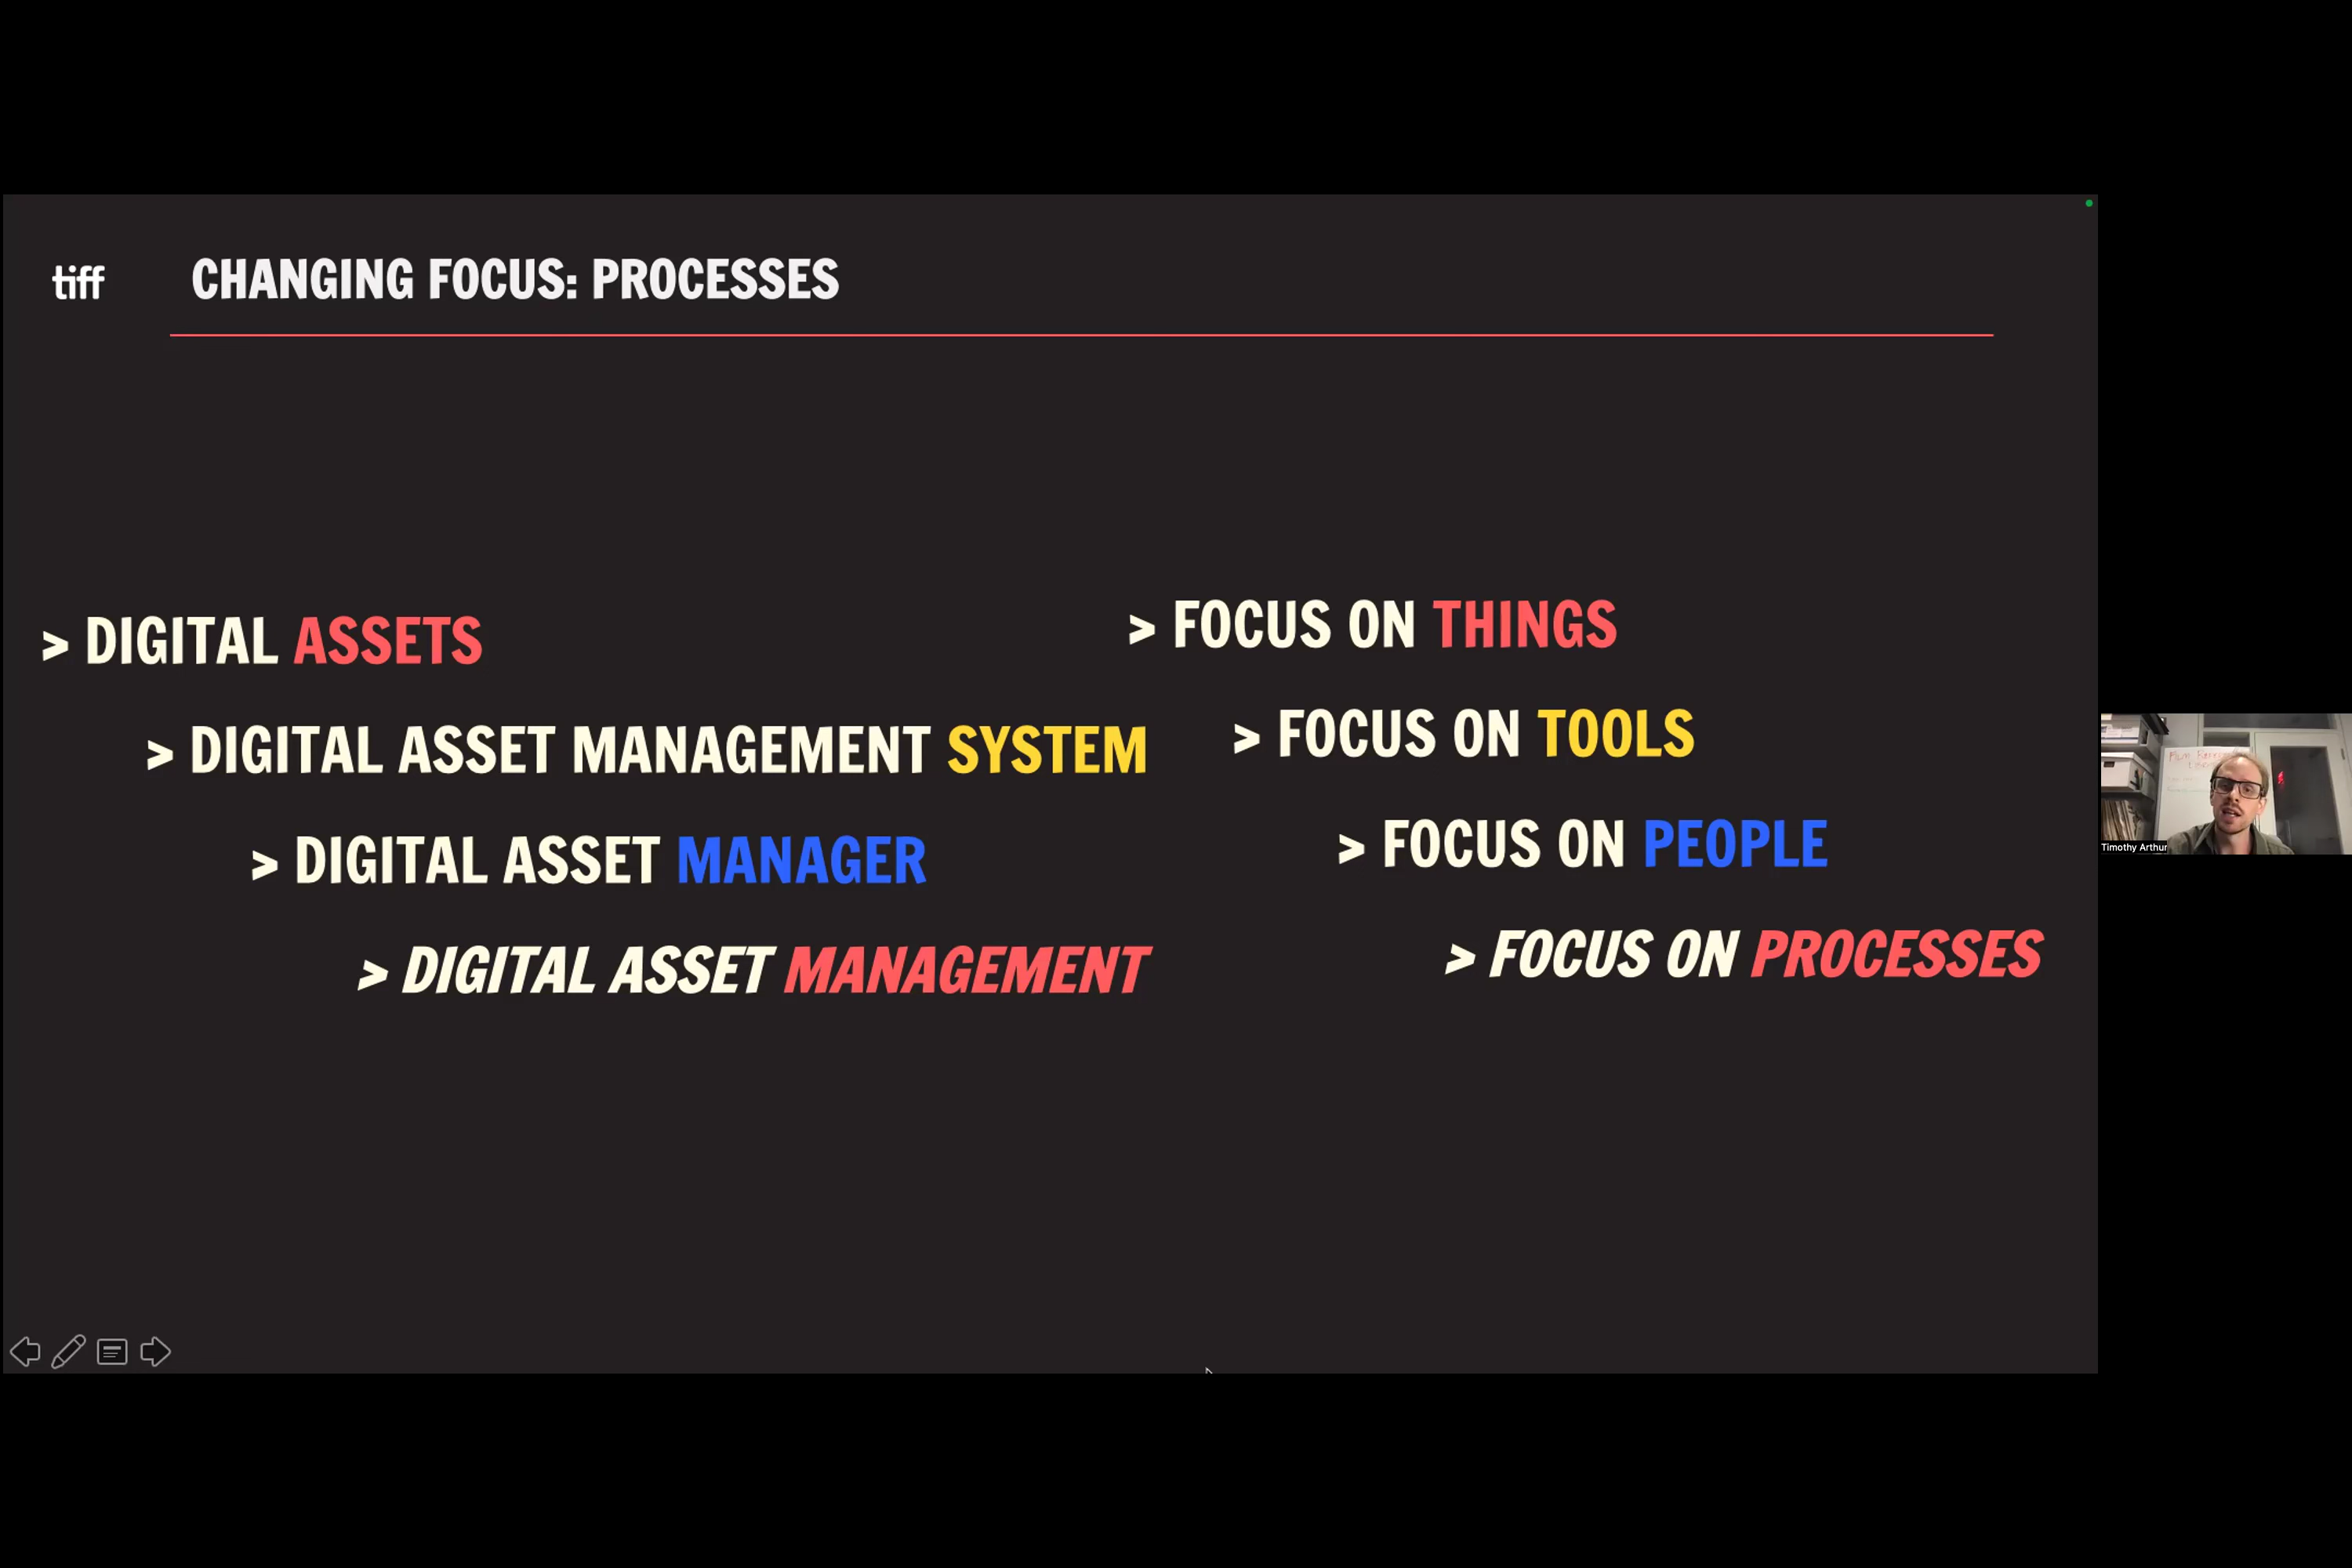 tiff
CHANGING FOCUS: PROCESSES
> DIGITAL ASSETS
> DIGITAL ASSET MANAGEMENT SYSTEM
> DIGITAL ASSET MANAGER
> DIGITAL ASSET MANAGEMENT
> FOCUS ON THINGS
> FOCUS ON TOOLS
> FOCUS ON PEOPLE
> FOCUS ON PROCESSES
Timothy Arthur